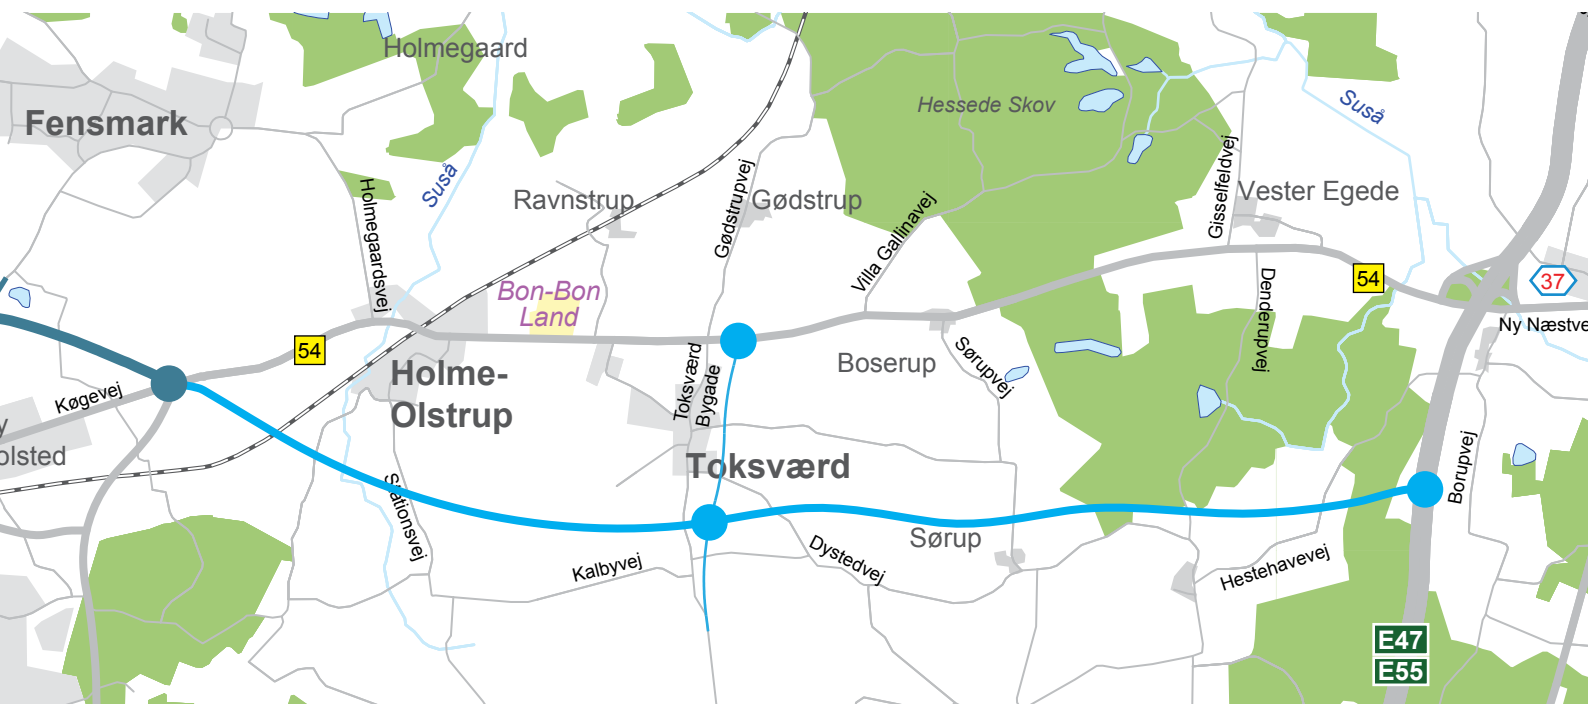 Holmegaard
Fensmark
Hessede Skov
Suså
Suså
Holmegaardsvej
Ravnstrup
Gødstrupvej
Gødstrup
Villa Gallinavej
Gisselfeldvej
Vester Egede
Bon-Bon
Land
54
37
Denderupvej
Ny Næstve
54
Køgevej
Holme-
Olstrup
Toksværd
Bygade
Boserup
Sørupvej
y
olsted
Toksværd
Borupvej
Stationsvej
Sørup
Kalbyvej
Dystedvej
Hestehavevej
E47
E55